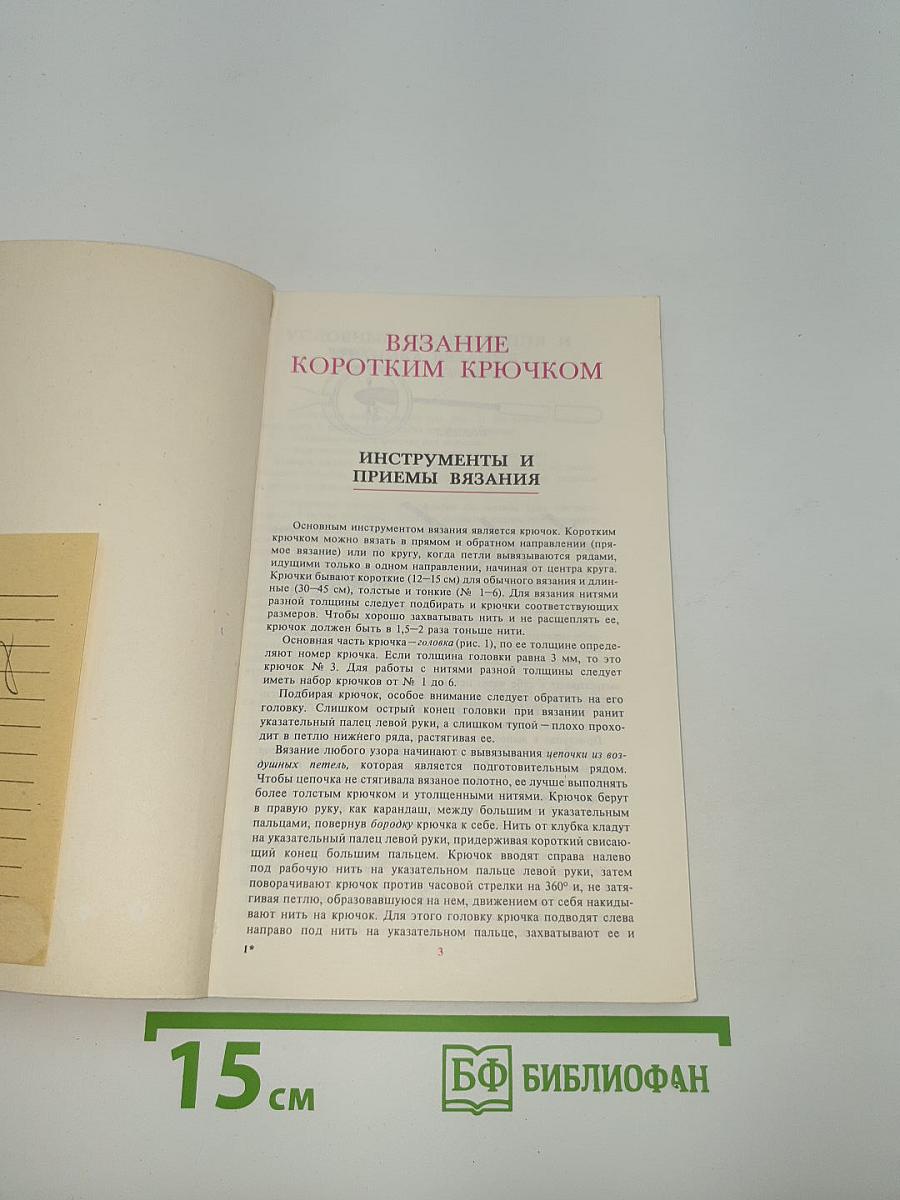 ВЯЗАНИЕ
КОРОТКИМ КРЮЧКОМ
ИНСТРУМЕНТЫ И
ПРИЕМЫ ВЯЗАНИЯ
Основным инструментом вязания является крючок. Коротким
крючком можно вязать в прямом и обратном направлении (пря-
мое вязание) или по кругу, когда петли вывязываются рядами,
идущими только в одном направлении, начиная от центра круга.
Крючки бывают короткие (12—15 см) для обычного вязания и длин-
ные (30—45 см), толстые и тонкие (№ 1—6). Для вязания нитями
разной толщины следует подбирать и крючки соответствующих
размеров. Чтобы хорошо захватывать нить и не расщеплять ее,
крючок должен быть в 1,5—2 раза тоньше нити.
Основная часть крючка — головка (рис. 1), по ее толщине опреде-
ляют номер крючка. Если толщина головки равна 3 мм, то это
крючок № 3. Для работы с нитями разной толщины следует
иметь набор крючков от № 1 до 6.
Подбирая крючок, особое внимание следует обратить на его
головку. Слишком острый конец головки при вязании ранит
указательный палец левой руки, а слишком тупой — плохо прохо-
дит в петлю нижнего ряда, растягивая ее.
Вязание любого узора начинают с вывязывания цепочки из воз-
душных петель, которая является подготовительным рядом.
Чтобы цепочка не стягивала вязаное полотно, ее лучше выполнять
более толстым крючком и утолщенными нитями. Крючок берут
в правую руку, как карандаш, между большим и указательным
пальцами, повернув бородку крючка к себе. Нить от клубка кладут
на указательный палец левой руки, придерживая короткий свисаю-
щий конец большим пальцем. Крючок вводят справа налево
под рабочую нить на указательном пальце левой руки, затем
поворачивают крючок против часовой стрелки на 360° и, не затя-
гивая петлю, образовавшуюся на нем, движением от себя накиды-
вают нить на крючок. Для этого головку крючка подводят слева
направо под нить на указательном пальце, захватывают ее и
1*
3
15 см
БФ БИБЛИОФАН